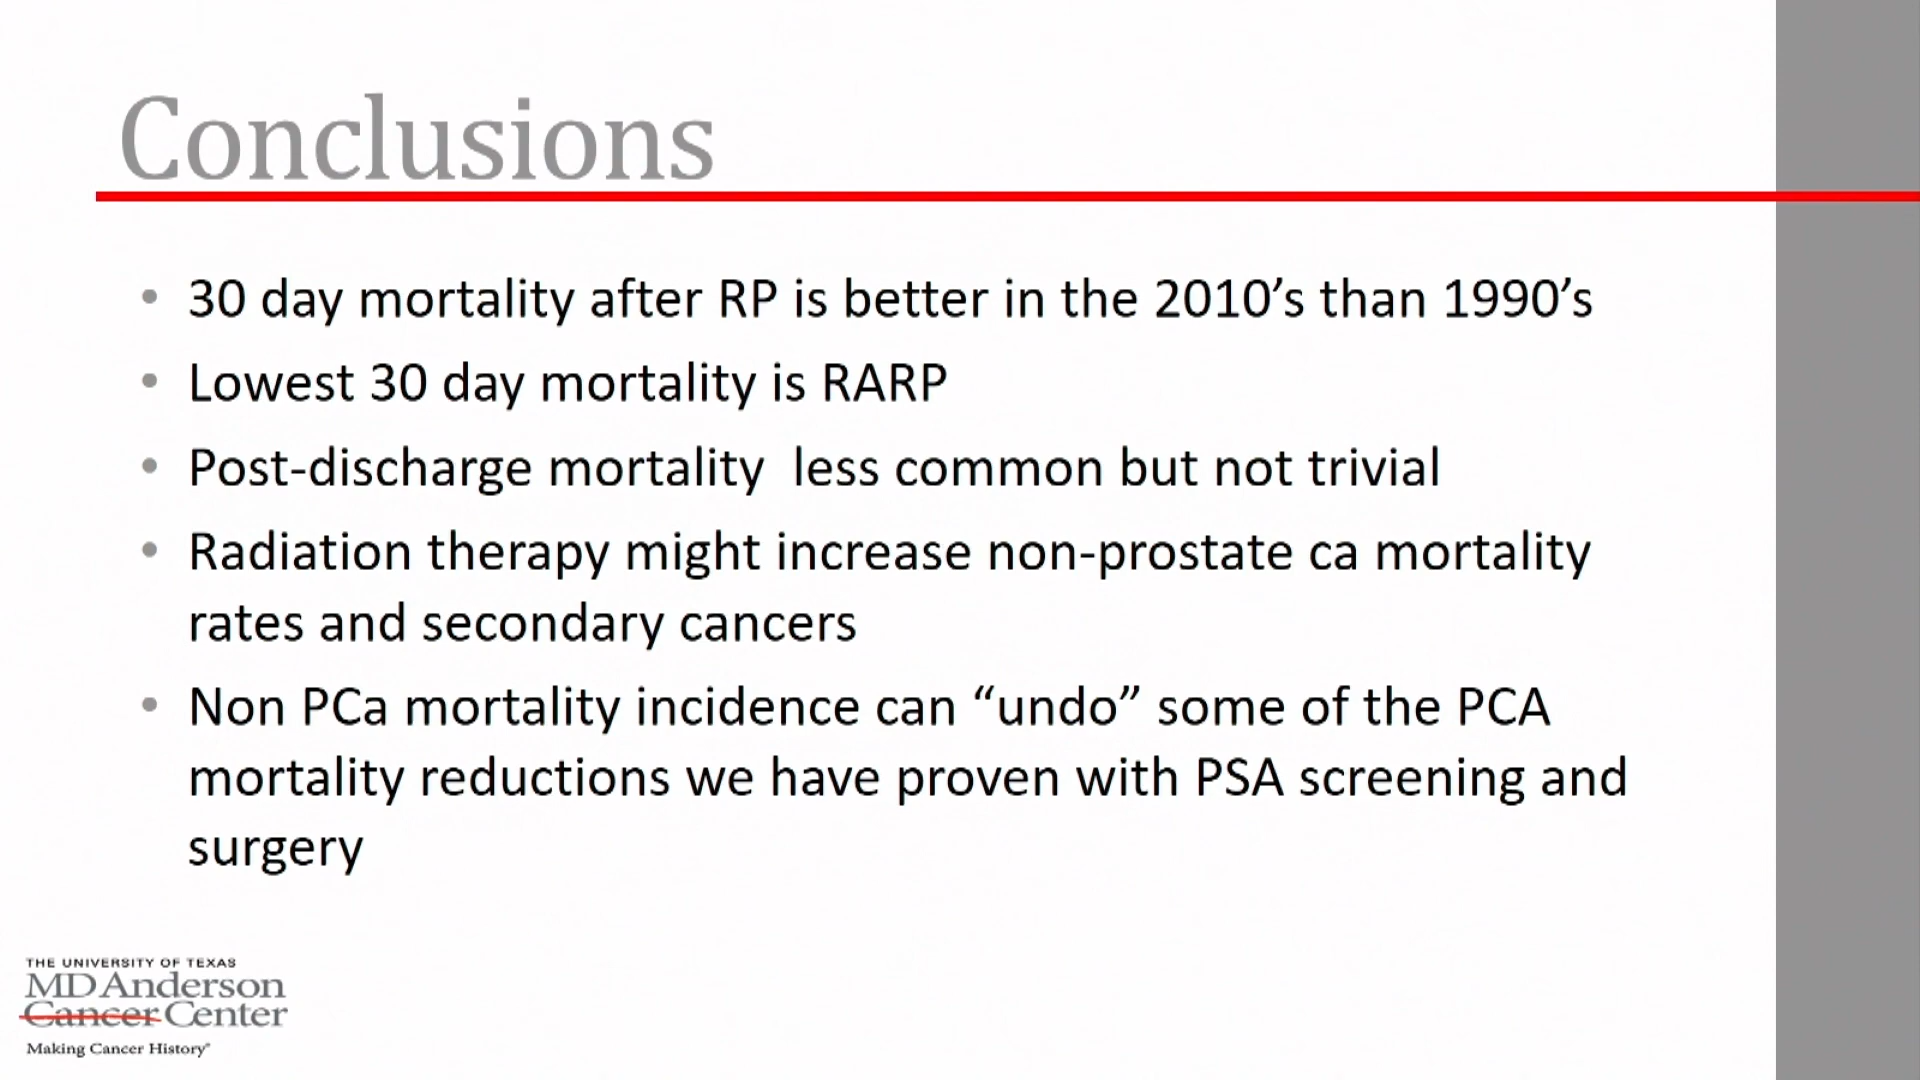 Conclusions
• 30 day mortality after RP is better in the 2010’s than 1990’s
• Lowest 30 day mortality is RARP
• Post-discharge mortality  less common but not trivial
• Radiation therapy might increase non-prostate ca mortality
rates and secondary cancers
• Non PCa mortality incidence can “undo” some of the PCA
mortality reductions we have proven with PSA screening and
surgery
THE UNIVERSITY OF TEXAS
MD Anderson
Cancer Center
Making Cancer History®